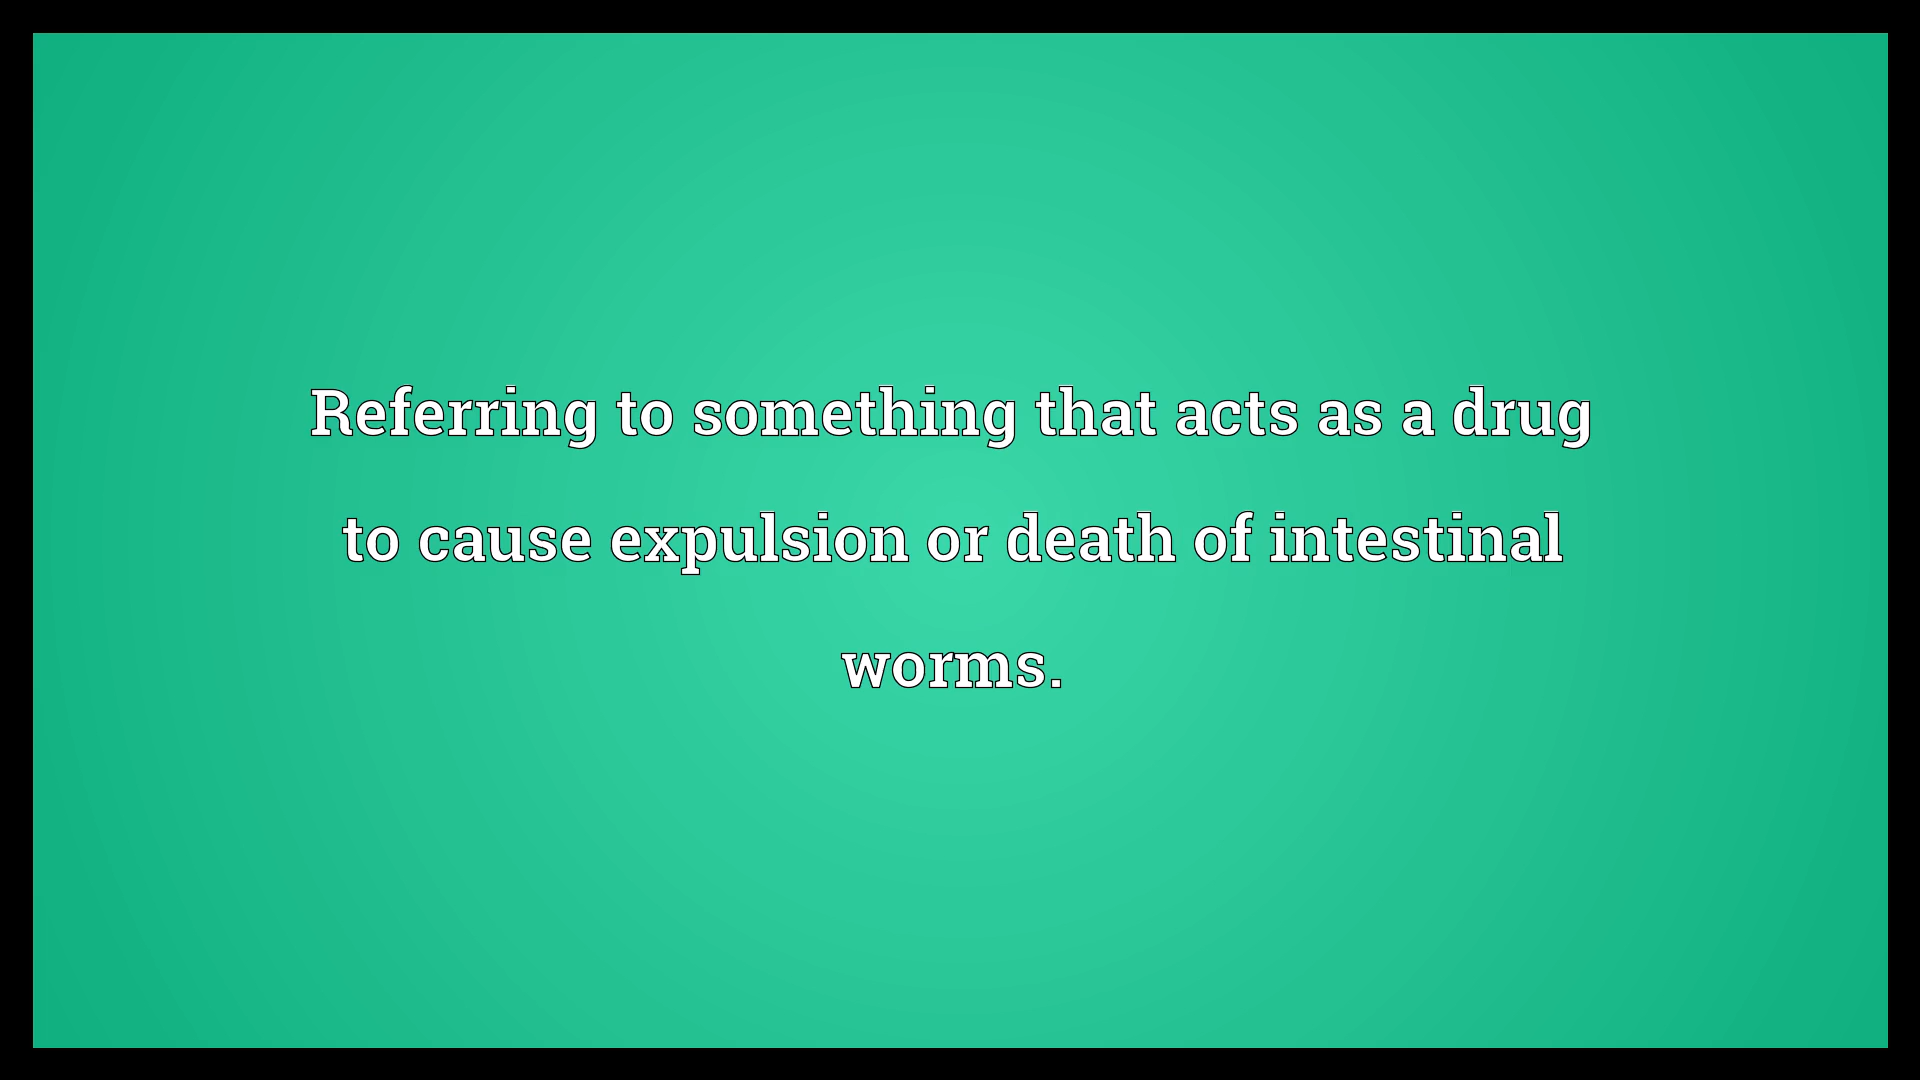 Referring to something that acts as a drug
to cause expulsion or death of intestinal
worms.